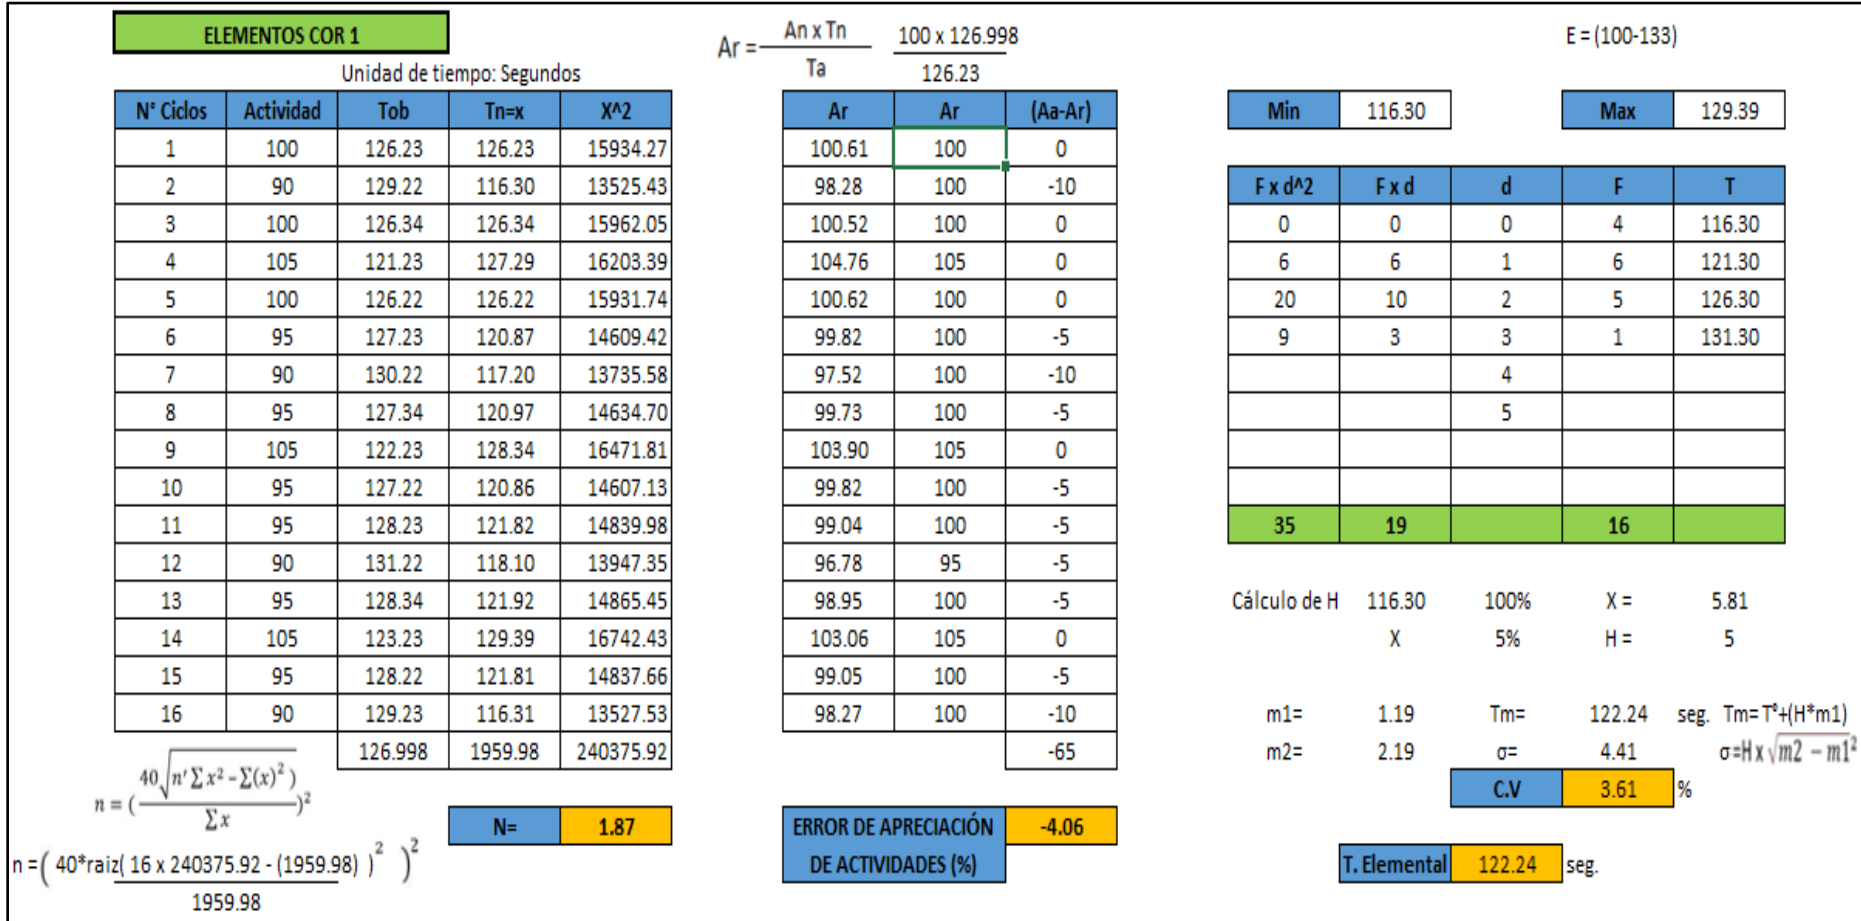 ELEMENTOS COR 1
Unidad de tiempo: Segundos
N° Ciclos Actividad Tob Tn=x X^2
1 100 126.23 126.23 15934.27
2 90 129.22 116.30 13525.43
3 100 126.34 126.34 15962.05
4 105 121.23 127.29 16203.39
5 100 126.22 126.22 15931.74
6 95 127.23 120.87 14609.42
7 90 130.22 117.20 13735.58
8 95 127.34 120.97 14634.70
9 105 122.23 128.34 16471.81
10 95 127.22 120.86 14607.13
11 95 128.23 121.82 14839.98
12 90 131.22 118.10 13947.35
13 95 128.34 121.92 14865.45
14 105 123.23 129.39 16742.43
15 95 128.22 121.81 14837.66
16 90 129.23 116.31 13527.53
126.998 1959.98 240375.92
n = (40√(n' Σx² − Σ(x)²) / Σx)²
N= 1.87
n = ( 40*raiz( 16 x 240375.92 - (1959.98) )² )²
1959.98
Ar = An x Tn 100 x 126.998
Ta 126.23
Ar Ar (Aa-Ar)
100.61 100 0
98.28 100 -10
100.52 100 0
104.76 105 0
100.62 100 0
99.82 100 -5
97.52 100 -10
99.73 100 -5
103.90 105 0
99.82 100 -5
99.04 100 -5
96.78 95 -5
98.95 100 -5
103.06 105 0
99.05 100 -5
98.27 100 -10
-65
ERROR DE APRECIACIÓN -4.06
DE ACTIVIDADES (%)
E = (100-133)
Min 116.30 Max 129.39
F x d^2 F x d d F T
0 0 0 4 116.30
6 6 1 6 121.30
20 10 2 5 126.30
9 3 3 1 131.30
4
5
35 19 16
Cálculo de H 116.30 100% X = 5.81
X 5% H = 5
m1= 1.19 Tm= 122.24 seg. Tm= T°+(H*m1)
m2= 2.19 σ= 4.41 σ=H x √m2 − m1²
C.V 3.61 %
T. Elemental 122.24 seg.